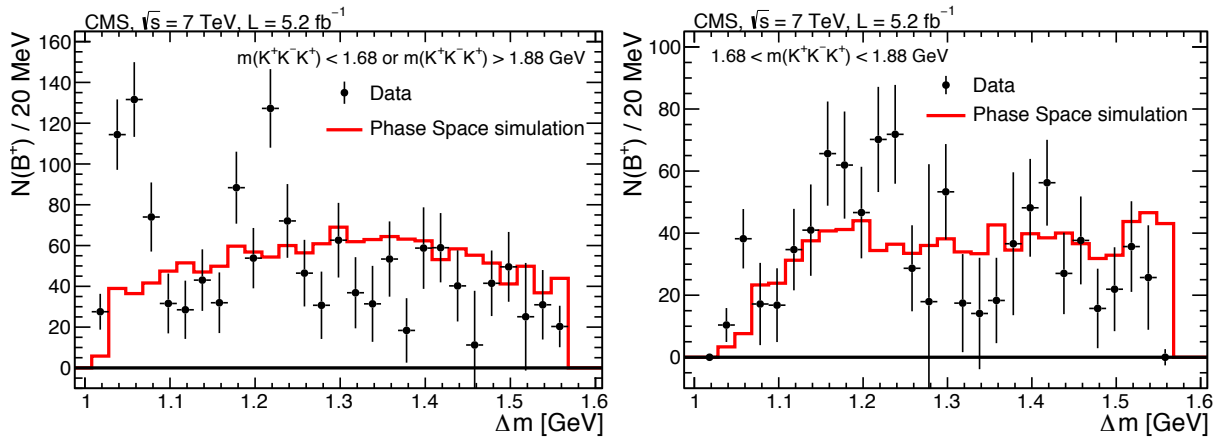 CMS, √s = 7 TeV, L = 5.2 fb⁻¹
N(B⁺) / 20 MeV
160
140
120
100
80
60
40
20
0
m(K⁺K⁻K⁺) < 1.68 or m(K⁺K⁻K⁺) > 1.88 GeV
Data
Phase Space simulation
1 1.1 1.2 1.3 1.4 1.5 1.6
Δm [GeV]
CMS, √s = 7 TeV, L = 5.2 fb⁻¹
N(B⁺) / 20 MeV
100
80
60
40
20
0
1.68 < m(K⁺K⁻K⁺) < 1.88 GeV
Data
Phase Space simulation
1 1.1 1.2 1.3 1.4 1.5 1.6
Δm [GeV]